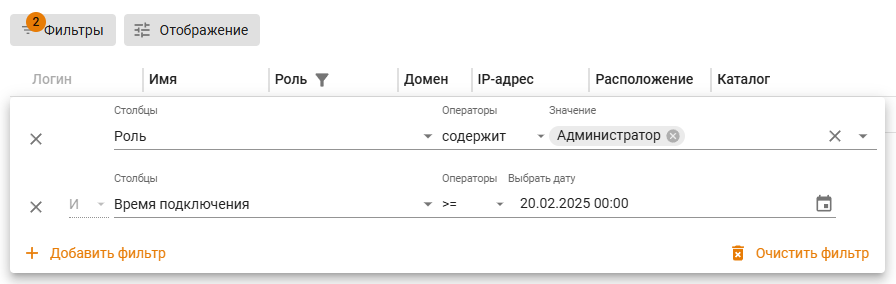 2
Фильтры Отображение
Логин Имя Роль Домен IP-адрес Расположение Каталог
Столбцы Операторы Значение
Роль содержит Администратор
Столбцы Операторы Выбрать дату
И Время подключения >= 20.02.2025 00:00
Добавить фильтр Очистить фильтр